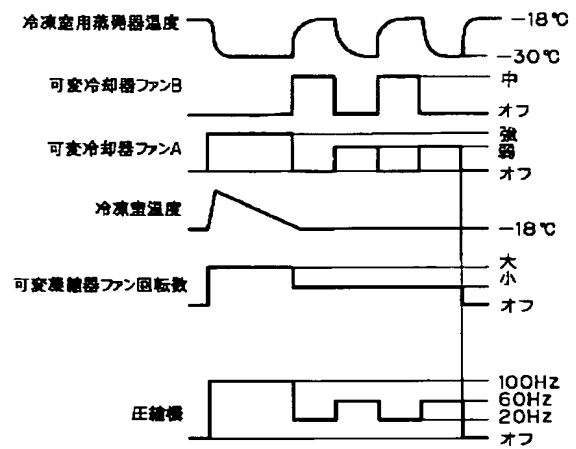 冷凍室用蒸発器温度
-18℃
-30℃
可変冷却器ファンB
中
オフ
可変冷却器ファンA
強
弱
オフ
冷凍室温度
-18℃
可変凝縮器ファン回転数
大
小
オフ
圧縮機
100Hz
60Hz
20Hz
オフ